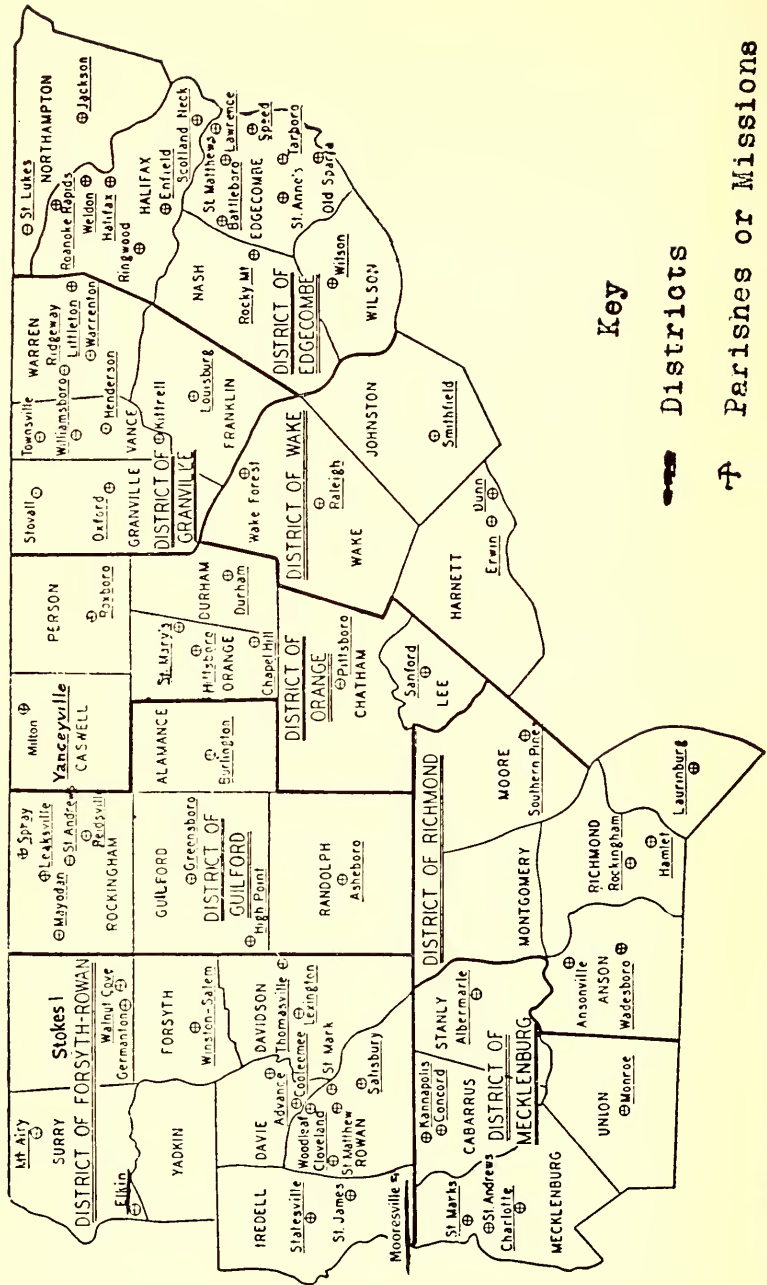 NORTHAMPTON
St Lukes
Jackson
Roanoke Rapids
Weldon
Halifax
HALIFAX
Enfield
Scotland Neck
Ringwood
St Matthews
Lawrence
Battleboro
Speed
EDGECOMBE
Tarboro
St. Anne's
Old Sparta
NASH
Rocky Mt
DISTRICT OF
EDGECOMBE
Wilson
WILSON
WARREN
Ridgeway
Littleton
Warrenton
Townsville
Williamsboro
Henderson
VANCE
Kittrell
Louisburg
FRANKLIN
Stovall
Oxford
GRANVILLE
DISTRICT OF
GRANVILLE
Wake Forest
DISTRICT OF WAKE
Raleigh
WAKE
JOHNSTON
Smithfield
Dunn
Erwin
HARNETT
PERSON
Roxboro
DURHAM
Durham
St. Mary's
Hillsboro
ORANGE
Chapel Hill
DISTRICT OF
ORANGE
Pittsboro
CHATHAM
Sanford
LEE
Milton
Yanceyville
CASWELL
ALAMANCE
Burlington
Spray
Leaksville
St Andrews
Mayodan
Reidsville
ROCKINGHAM
GUILFORD
Greensboro
DISTRICT OF
GUILFORD
High Point
RANDOLPH
Asheboro
DISTRICT OF RICHMOND
MOORE
Southern Pines
MONTGOMERY
RICHMOND
Rockingham
Hamlet
Laurinburg
Ansonville
ANSON
Wadesboro
Mt Airy
SURRY
Stokes
DISTRICT OF FORSYTH-ROWAN
Walnut Cove
Germanton
Elkin
YADKIN
FORSYTH
Winston-Salem
DAVIDSON
Thomasville
Lexington
DAVIE
Advance
Cooleemee
St Mark
Woodleaf
Cleveland
St Matthew
ROWAN
Salisbury
IREDELL
Statesville
St. James
Mooresville
STANLY
Albermarle
Kannapolis
Concord
CABARRUS
DISTRICT OF
MECKLENBURG
St Marks
St. Andrews
Charlotte
MECKLENBURG
UNION
Monroe
Key
Districts
Parishes or Missions